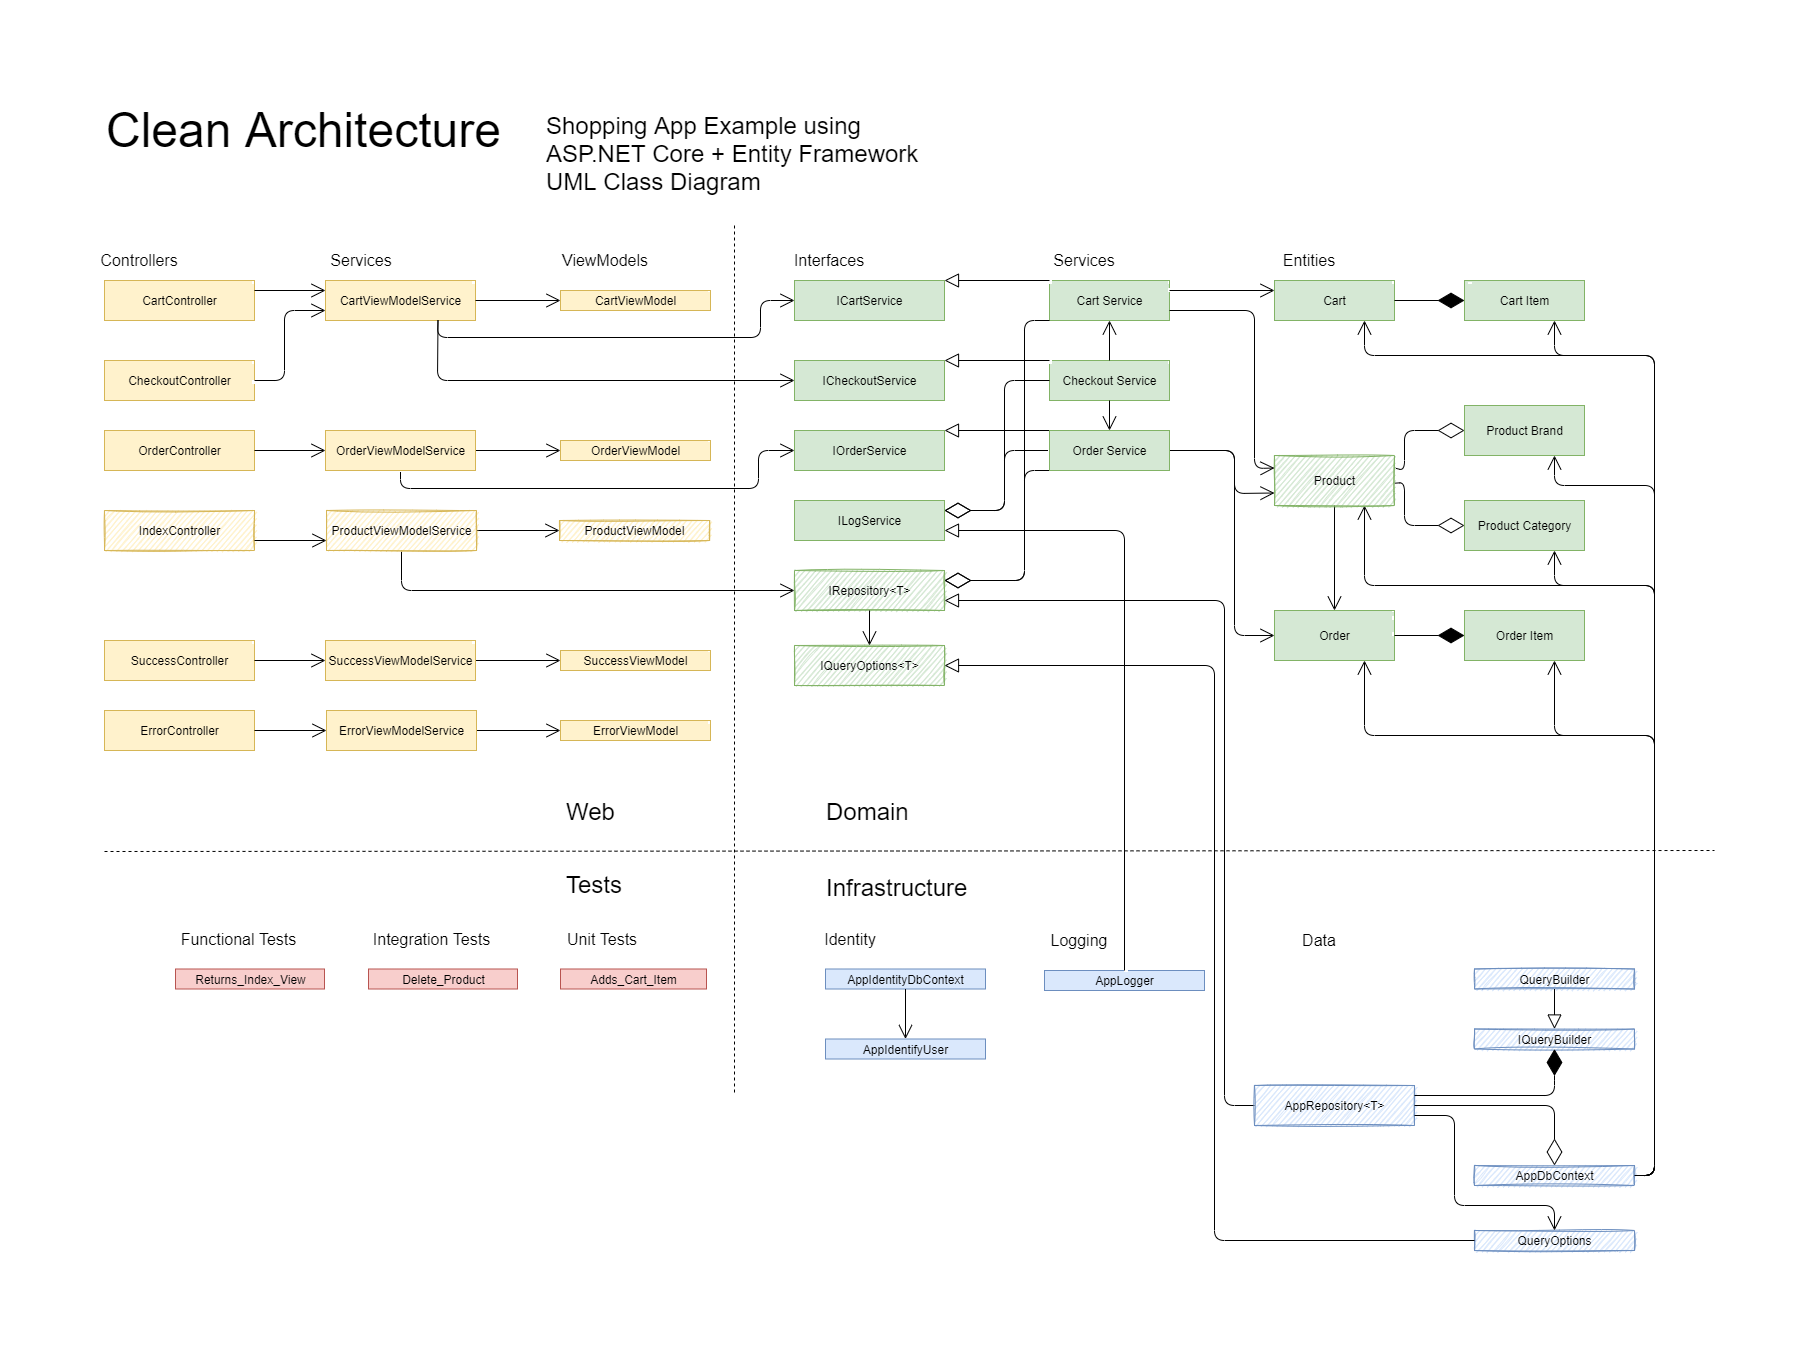 Clean Architecture
Shopping App Example using
ASP.NET Core + Entity Framework
UML Class Diagram
Controllers
Services
ViewModels
Interfaces
Services
Entities
CartController
CartViewModelService
CartViewModel
ICartService
Cart Service
Cart
Cart Item
CheckoutController
ICheckoutService
Checkout Service
OrderController
OrderViewModelService
OrderViewModel
IOrderService
Order Service
Product Brand
Product
IndexController
ProductViewModelService
ProductViewModel
ILogService
Product Category
IRepository<T>
SuccessController
SuccessViewModelService
SuccessViewModel
IQueryOptions<T>
Order
Order Item
ErrorController
ErrorViewModelService
ErrorViewModel
Web
Domain
Tests
Infrastructure
Functional Tests
Integration Tests
Unit Tests
Identity
Logging
Data
Returns_Index_View
Delete_Product
Adds_Cart_Item
AppIdentityDbContext
AppLogger
QueryBuilder
AppIdentifyUser
IQueryBuilder
AppRepository<T>
AppDbContext
QueryOptions